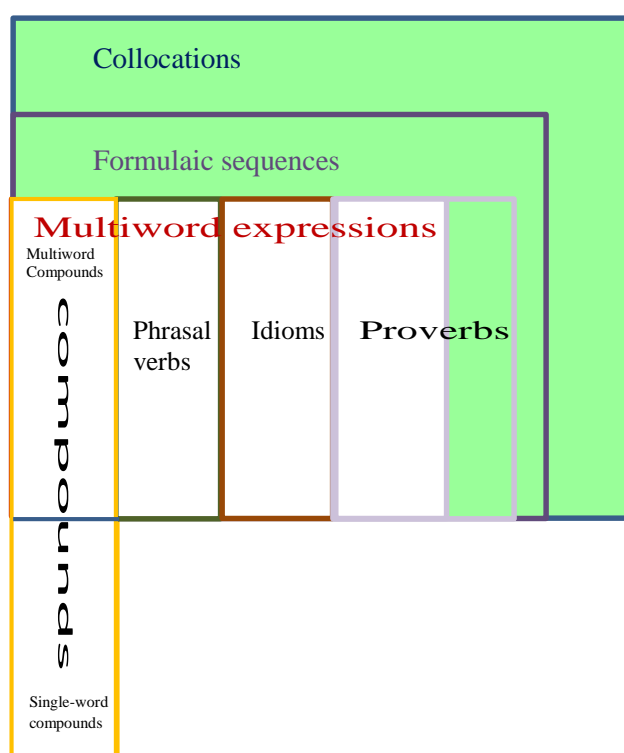 Collocations
Formulaic sequences
Multiword expressions
Multiword
Compounds
Phrasal
verbs
Idioms
Proverbs
compounds
Single-word
compounds